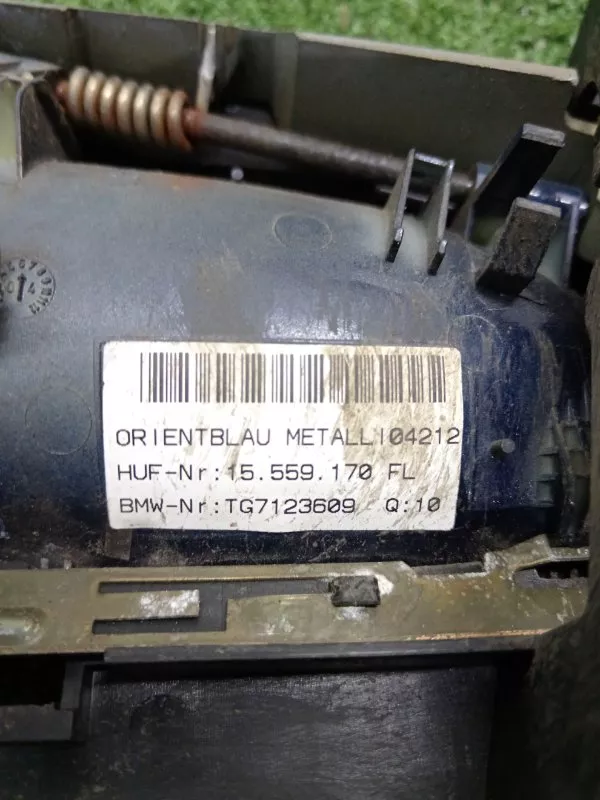 ORIENTBLAU METALLI04212
HUF-Nr:15.559.170 FL
BMW-Nr:TG7123609 Q:10